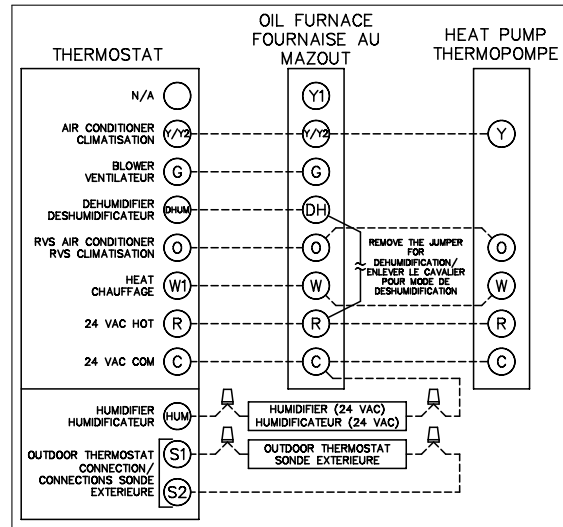 THERMOSTAT
OIL FURNACE
FOURNAISE AU
MAZOUT
HEAT PUMP
THERMOPOMPE
N/A
Y1
AIR CONDITIONER
CLIMATISATION
Y/Y2
Y/Y2
Y
BLOWER
VENTILATEUR
G
G
DEHUMIDIFIER
DESHUMIDIFICATEUR
DHUM
DH
RVS AIR CONDITIONER
RVS CLIMATISATION
O
O
O
REMOVE THE JUMPER
FOR
DEHUMIDIFICATION/
ENLEVER LE CAVALIER
POUR MODE DE
DESHUMIDIFICATION
HEAT
CHAUFFAGE
W1
W
W
24 VAC HOT
R
R
R
24 VAC COM
C
C
C
HUMIDIFIER
HUMIDIFICATEUR
HUM
HUMIDIFIER (24 VAC)
HUMIDIFICATEUR (24 VAC)
OUTDOOR THERMOSTAT
CONNECTION/
CONNECTIONS SONDE
EXTERIEURE
S1
S2
OUTDOOR THERMOSTAT
SONDE EXTERIEURE